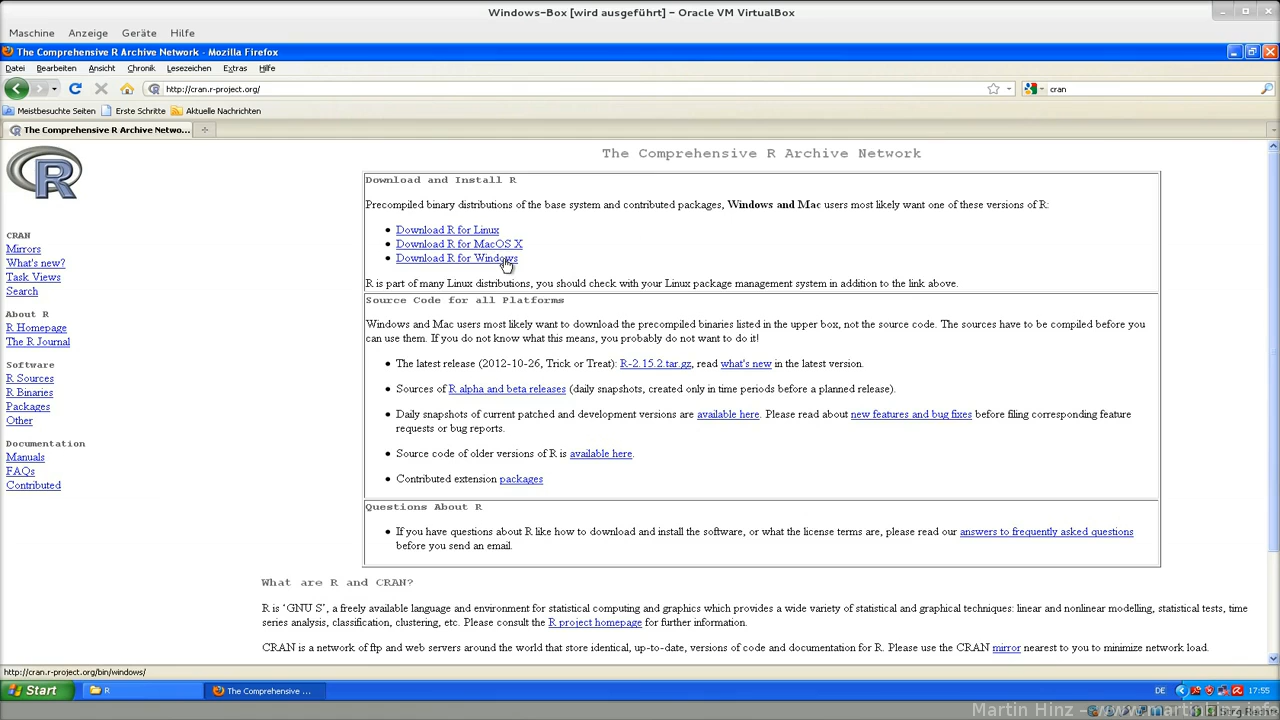 Windows-Box [wird ausgeführt] - Oracle VM VirtualBox
Maschine Anzeige Geräte Hilfe
The Comprehensive R Archive Network - Mozilla Firefox
Datei Bearbeiten Ansicht Chronik Lesezeichen Extras Hilfe
http://cran.r-project.org/ cran
Meistbesuchte Seiten Erste Schritte Aktuelle Nachrichten
The Comprehensive R Archive Netwo...
R
The Comprehensive R Archive Network
CRAN
Mirrors
What's new?
Task Views
Search
About R
R Homepage
The R Journal
Software
R Sources
R Binaries
Packages
Other
Documentation
Manuals
FAQs
Contributed
Download and Install R
Precompiled binary distributions of the base system and contributed packages, Windows and Mac users most likely want one of these versions of R:
• Download R for Linux
• Download R for MacOS X
• Download R for Windows
R is part of many Linux distributions, you should check with your Linux package management system in addition to the link above.
Source Code for all Platforms
Windows and Mac users most likely want to download the precompiled binaries listed in the upper box, not the source code. The sources have to be compiled before you
can use them. If you do not know what this means, you probably do not want to do it!
• The latest release (2012-10-26, Trick or Treat): R-2.15.2.tar.gz, read what's new in the latest version.
• Sources of R alpha and beta releases (daily snapshots, created only in time periods before a planned release).
• Daily snapshots of current patched and development versions are available here. Please read about new features and bug fixes before filing corresponding feature
requests or bug reports.
• Source code of older versions of R is available here.
• Contributed extension packages
Questions About R
• If you have questions about R like how to download and install the software, or what the license terms are, please read our answers to frequently asked questions
before you send an email.
What are R and CRAN?
R is ‘GNU S’, a freely available language and environment for statistical computing and graphics which provides a wide variety of statistical and graphical techniques: linear and nonlinear modelling, statistical tests, time
series analysis, classification, clustering, etc. Please consult the R project homepage for further information.
CRAN is a network of ftp and web servers around the world that store identical, up-to-date, versions of code and documentation for R. Please use the CRAN mirror nearest to you to minimize network load.
http://cran.r-project.org/bin/windows/
Start R The Comprehensive ... DE 17:55
Martin Hinz - www.martinhinz.info